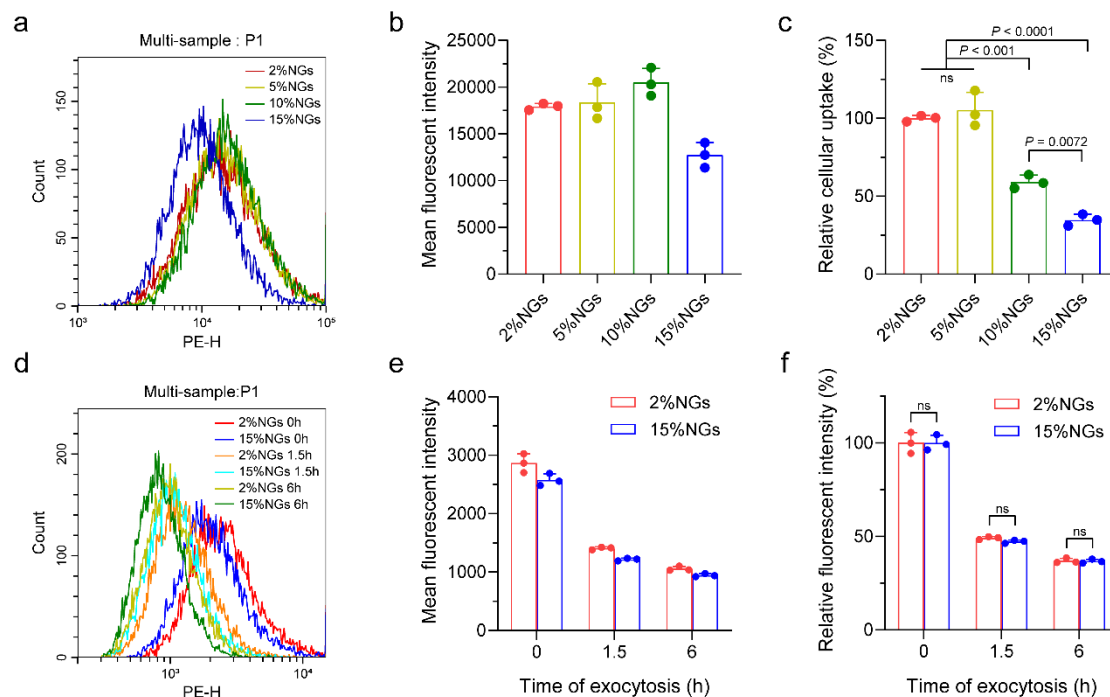 a
Multi-sample : P1
2%NGs
5%NGs
10%NGs
15%NGs
Count
150
100
50
0
10³
10⁴
10⁵
PE-H
b
Mean fluorescent intensity
25000
20000
15000
10000
5000
0
2%NGs
5%NGs
10%NGs
15%NGs
c
Relative cellular uptake (%)
150
100
50
0
P < 0.0001
P < 0.001
ns
P = 0.0072
2%NGs
5%NGs
10%NGs
15%NGs
d
Multi-sample:P1
2%NGs 0h
15%NGs 0h
2%NGs 1.5h
15%NGs 1.5h
2%NGs 6h
15%NGs 6h
Count
200
100
0
10³
10⁴
PE-H
e
Mean fluorescent intensity
4000
3000
2000
1000
0
2%NGs
15%NGs
0
1.5
6
Time of exocytosis (h)
f
Relative fluorescent intensity (%)
100
50
0
ns
ns
ns
2%NGs
15%NGs
0
1.5
6
Time of exocytosis (h)